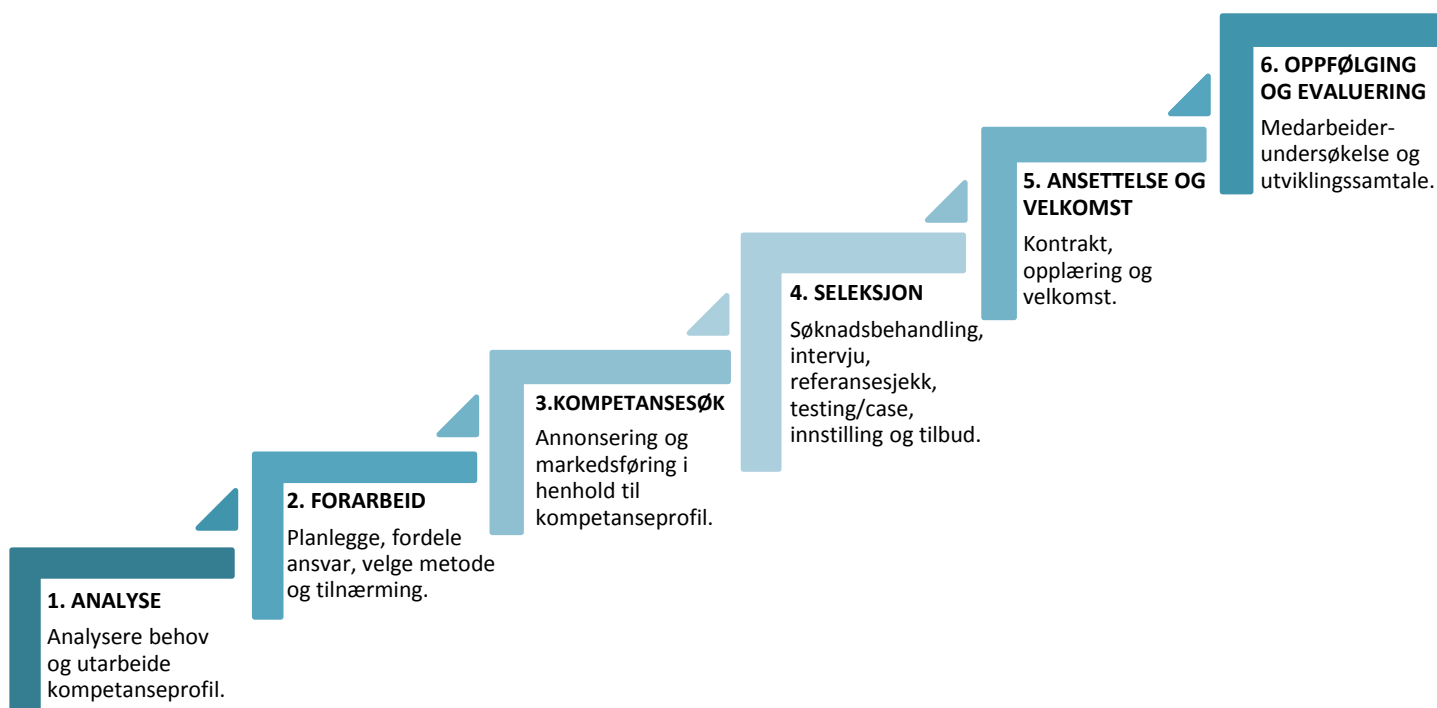 1. ANALYSE
Analysere behov
og utarbeide
kompetanseprofil.
2. FORARBEID
Planlegge, fordele
ansvar, velge metode
og tilnærming.
3.KOMPETANSESØK
Annonsering og
markedsføring i
henhold til
kompetanseprofil.
4. SELEKSJON
Søknadsbehandling,
intervju,
referansesjekk,
testing/case,
innstilling og tilbud.
5. ANSETTELSE OG
VELKOMST
Kontrakt,
opplæring og
velkomst.
6. OPPFØLGING
OG EVALUERING
Medarbeider-
undersøkelse og
utviklingssamtale.